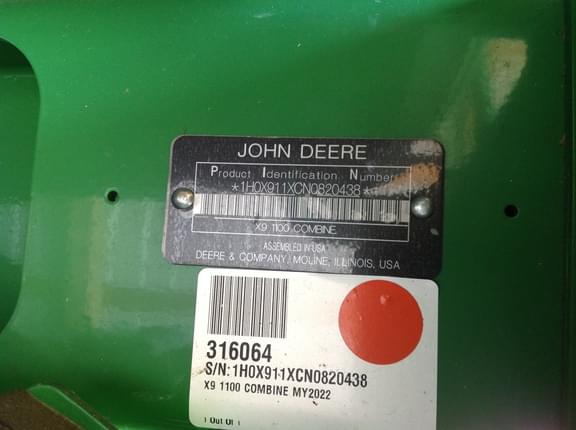 JOHN DEERE
Product Identification Number
*1H0X911XCN0820438*
X9 1100 COMBINE
ASSEMBLED IN USA
DEERE & COMPANY, MOLINE, ILLINOIS, USA
316064
S/N:1H0X911XCN0820438
X9 1100 COMBINE MY2022
1 Out Of 1